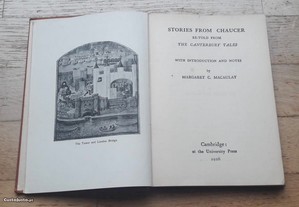 The Tower and London Bridge
STORIES FROM CHAUCER
RE-TOLD FROM
THE CANTERBURY TALES
WITH INTRODUCTION AND NOTES
by
MARGARET C. MACAULAY
Cambridge:
at the University Press